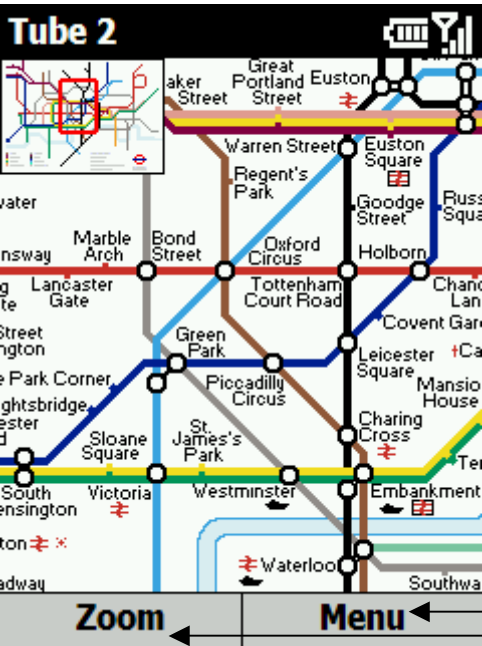 Tube 2
aker
Street
Great
Portland
Street
Euston
Warren Street
Euston
Square
Regent's
Park
Goodge
Street
Russ
Squa
water
Marble
Arch
Bond
Street
Oxford
Circus
Holborn
nsway
Lancaster
Gate
Tottenham
Court Road
Chanc
Lan
g
te
Covent Gar
Street
ngton
Green
Park
Leicester
Square
Ca
e Park Corner
Piccadilly
Circus
Mansio
House
ghtsbridge
ester
d
Sloane
Square
St.
James's
Park
Charing
Cross
Te
South
ensington
Victoria
Westminster
Embankment
ton
Waterloo
adway
Southwa
Zoom
Menu